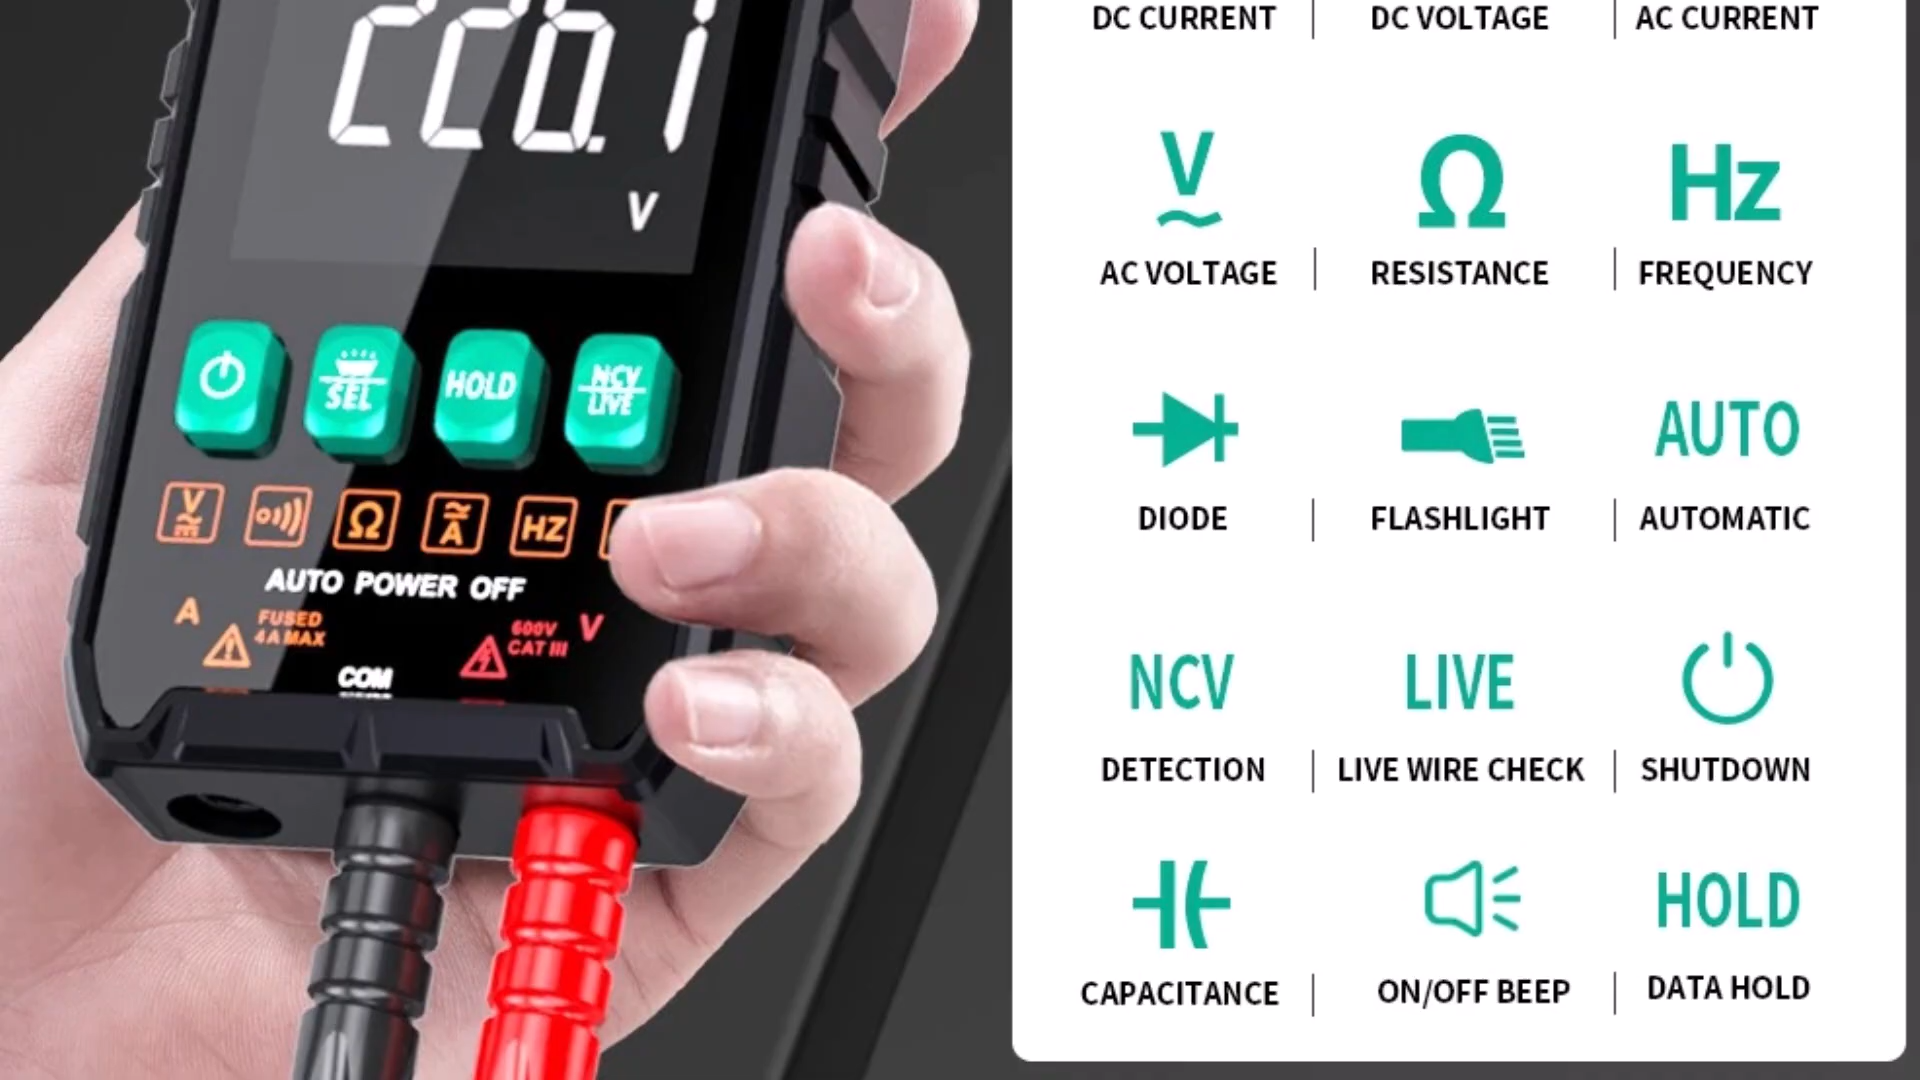 226.1
V
SEL
HOLD
NCV
LIVE
V
Ω
A
HZ
AUTO POWER OFF
A
FUSED
4A MAX
600V
CAT III
V
COM
DC CURRENT
DC VOLTAGE
AC CURRENT
V
Ω
Hz
AC VOLTAGE
RESISTANCE
FREQUENCY
AUTO
DIODE
FLASHLIGHT
AUTOMATIC
NCV
LIVE
DETECTION
LIVE WIRE CHECK
SHUTDOWN
HOLD
CAPACITANCE
ON/OFF BEEP
DATA HOLD